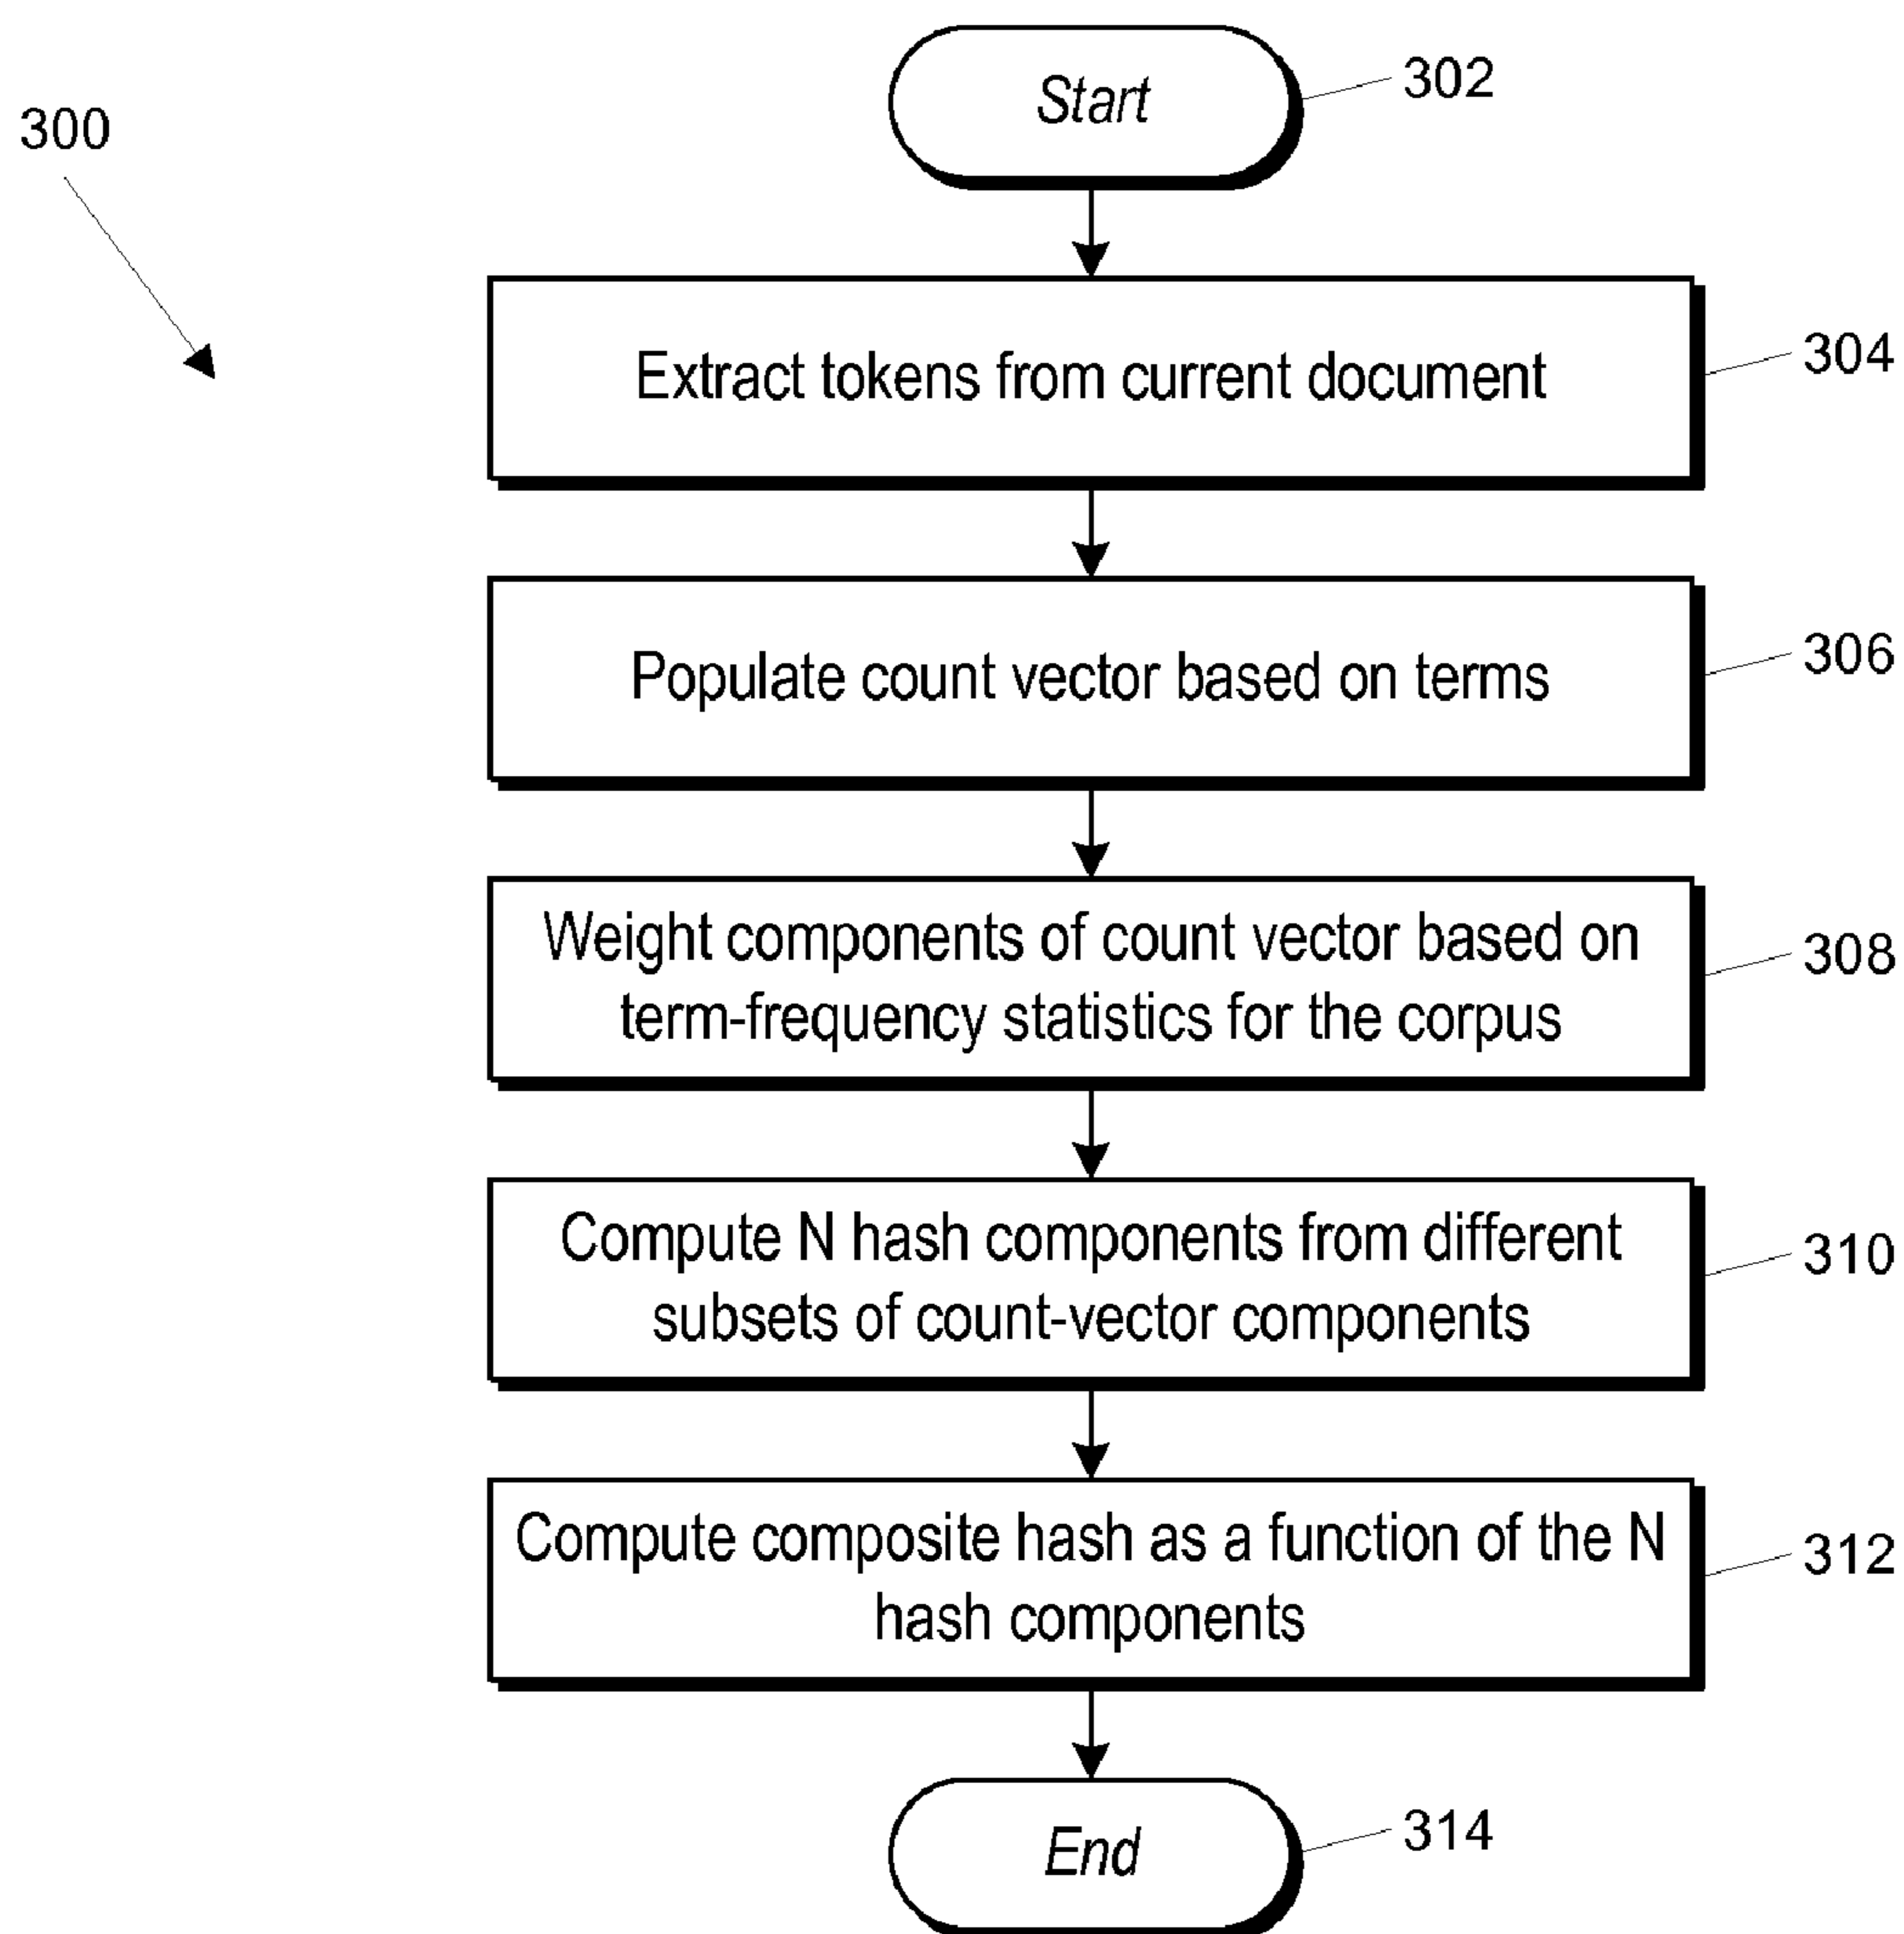 300
Start
302
Extract tokens from current document
304
Populate count vector based on terms
306
Weight components of count vector based on
term-frequency statistics for the corpus
308
Compute N hash components from different
subsets of count-vector components
310
Compute composite hash as a function of the N
hash components
312
End
314